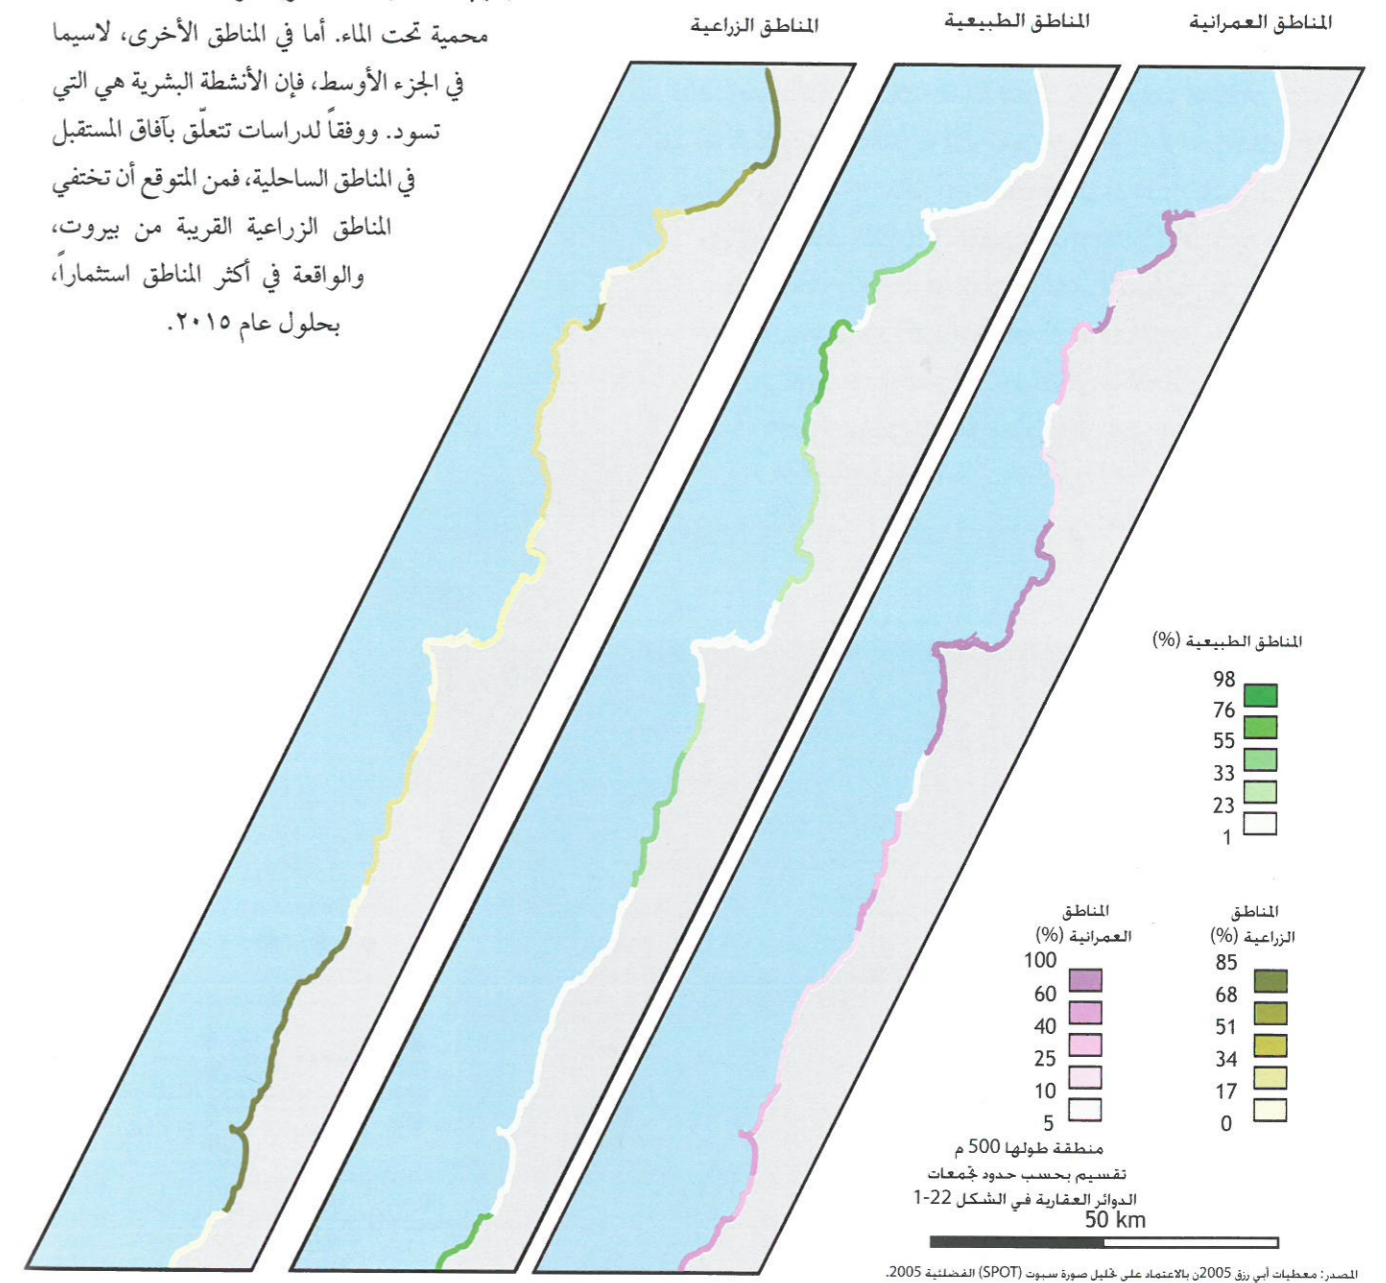 محمية تحت الماء. أما في المناطق الأخرى، لاسيما
في الجزء الأوسط، فإن الأنشطة البشرية هي التي
تسود. ووفقاً لدراسات تتعلّق بآفاق المستقبل
في المناطق الساحلية، فمن المتوقع أن تختفي
المناطق الزراعية القريبة من بيروت،
والواقعة في أكثر المناطق استثماراً،
بحلول عام ٢٠١٥.
المناطق العمرانية
المناطق الطبيعية
المناطق الزراعية
المناطق الطبيعية (%)
98
76
55
33
23
1
المناطق
الزراعية (%)
85
68
51
34
17
0
المناطق
العمرانية (%)
100
60
40
25
10
5
منطقة طولها 500 م
تقسيم بحسب حدود تجمعات
الدوائر العقارية في الشكل 22-1
50 km
المصدر: معطيات أبي رزق 2005ن بالاعتماد على تحليل صورة سبوت (SPOT) الفضلئية 2005.